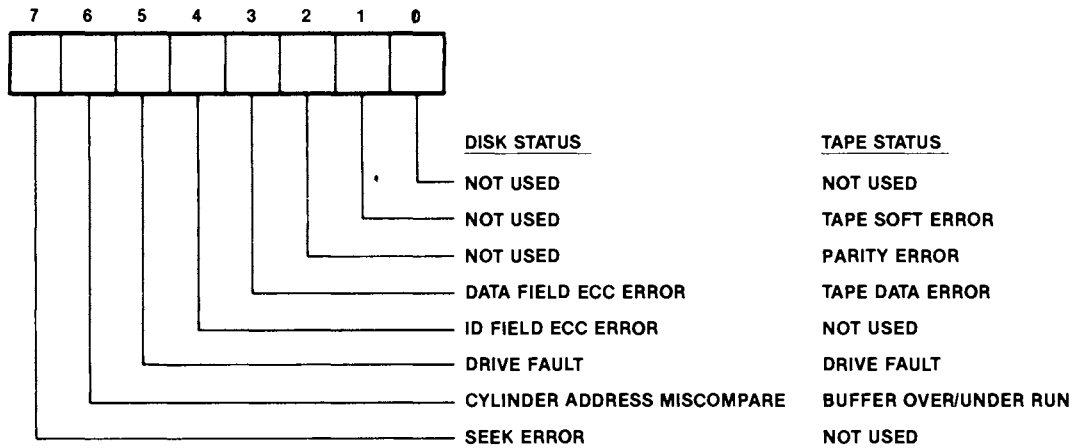 7 6 5 4 3 2 1 0
DISK STATUS TAPE STATUS
NOT USED NOT USED
NOT USED TAPE SOFT ERROR
NOT USED PARITY ERROR
DATA FIELD ECC ERROR TAPE DATA ERROR
ID FIELD ECC ERROR NOT USED
DRIVE FAULT DRIVE FAULT
CYLINDER ADDRESS MISCOMPARE BUFFER OVER/UNDER RUN
SEEK ERROR NOT USED